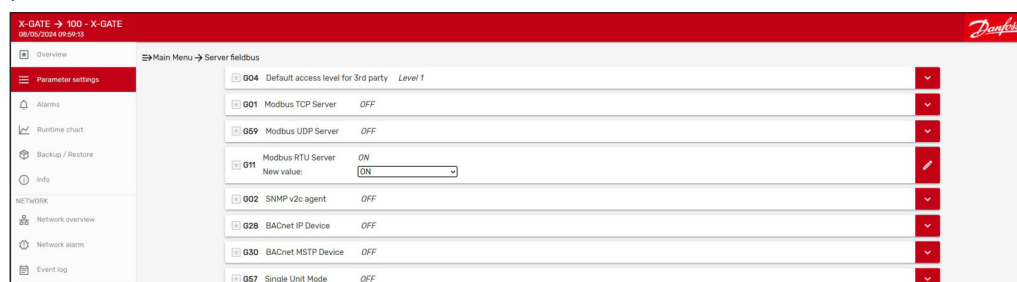 X-GATE → 100 - X-GATE
08/05/2024 09:59:13
Danfoss
Overview
Main Menu → Server fieldbus
G04 Default access level for 3rd party Level 1
Parameter settings
G01 Modbus TCP Server OFF
Alarms
G59 Modbus UDP Server OFF
Runtime chart
Backup / Restore
G11 Modbus RTU Server ON
New value: ON
Info
NETWORK
G02 SNMP v2c agent OFF
Network overview
G28 BACnet IP Device OFF
Network alarm
G30 BACnet MSTP Device OFF
Event log
G57 Single Unit Mode OFF